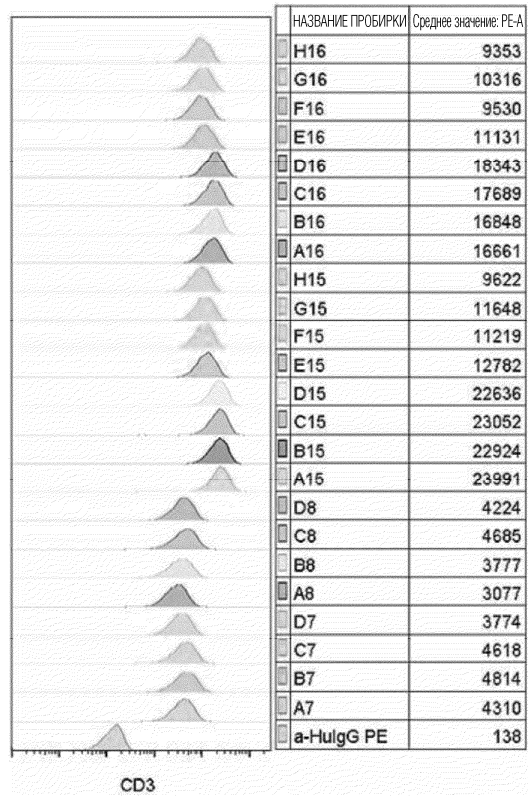 НАЗВАНИЕ ПРОБИРКИ Среднее значение: PE-A
H16 9353
G16 10316
F16 9530
E16 11131
D16 18343
C16 17689
B16 16848
A16 16661
H15 9622
G15 11648
F15 11219
E15 12782
D15 22636
C15 23052
B15 22924
A15 23991
D8 4224
C8 4685
B8 3777
A8 3077
D7 3774
C7 4618
B7 4814
A7 4310
a-HuIgG PE 138
CD3